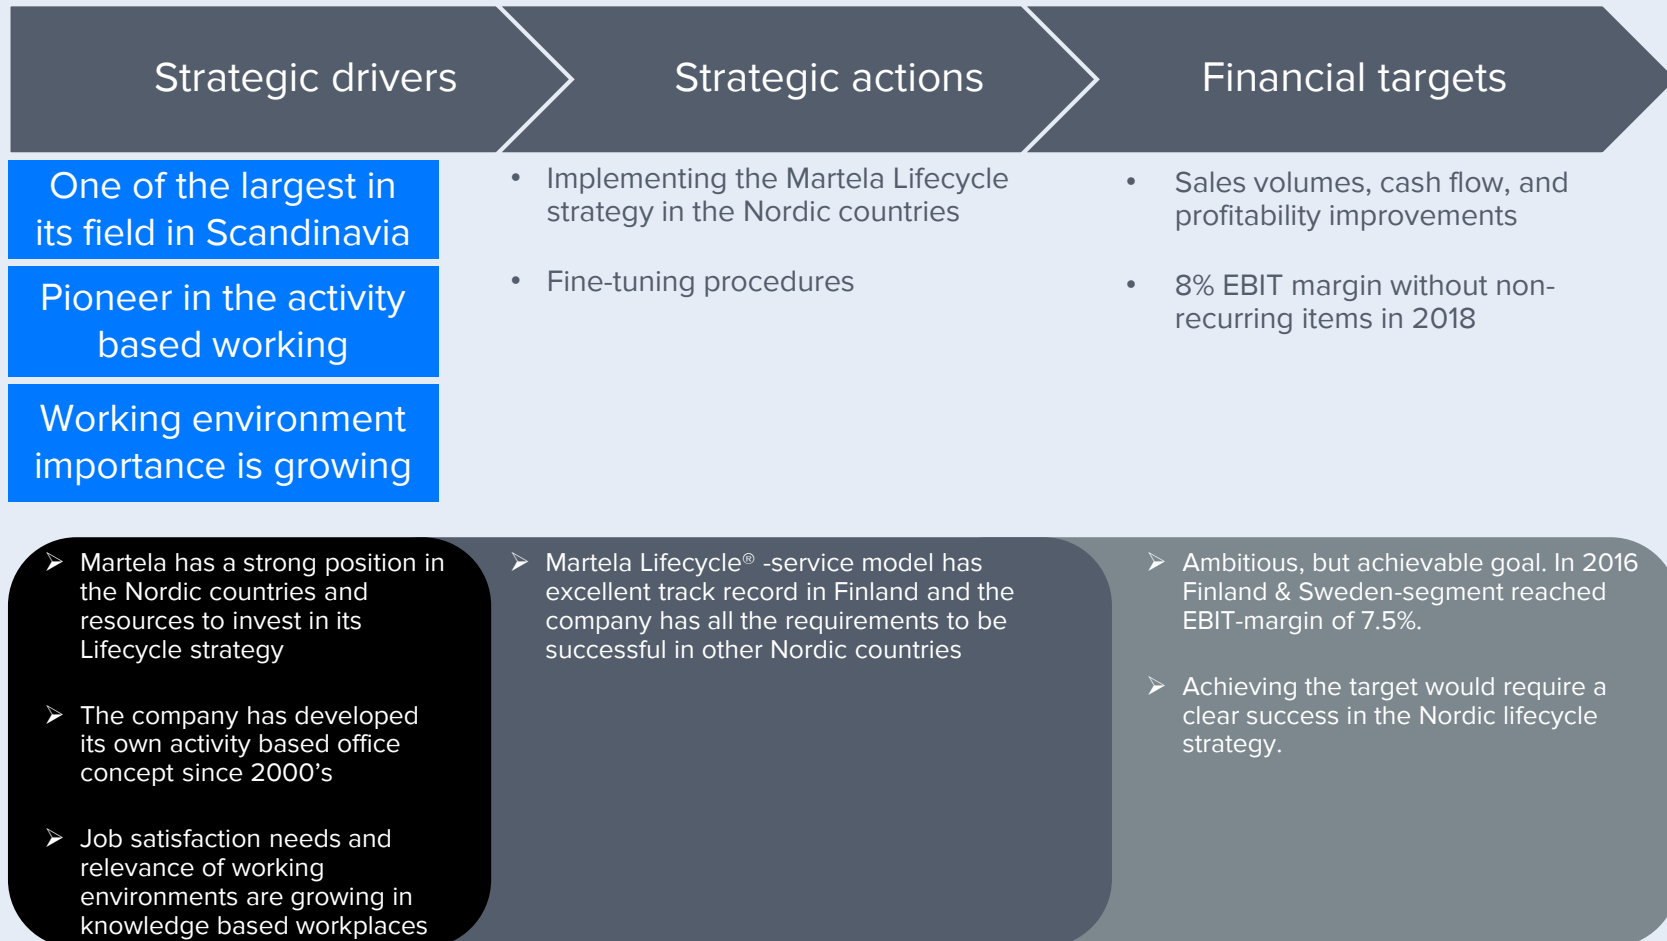 Strategic drivers
Strategic actions
Financial targets
One of the largest in
its field in Scandinavia
Pioneer in the activity
based working
Working environment
importance is growing
• Implementing the Martela Lifecycle
strategy in the Nordic countries
• Fine-tuning procedures
• Sales volumes, cash flow, and
profitability improvements
• 8% EBIT margin without non-
recurring items in 2018
➢ Martela has a strong position in
the Nordic countries and
resources to invest in its
Lifecycle strategy
➢ The company has developed
its own activity based office
concept since 2000's
➢ Job satisfaction needs and
relevance of working
environments are growing in
knowledge based workplaces
➢ Martela Lifecycle® -service model has
excellent track record in Finland and the
company has all the requirements to be
successful in other Nordic countries
➢ Ambitious, but achievable goal. In 2016
Finland & Sweden-segment reached
EBIT-margin of 7.5%.
➢ Achieving the target would require a
clear success in the Nordic lifecycle
strategy.